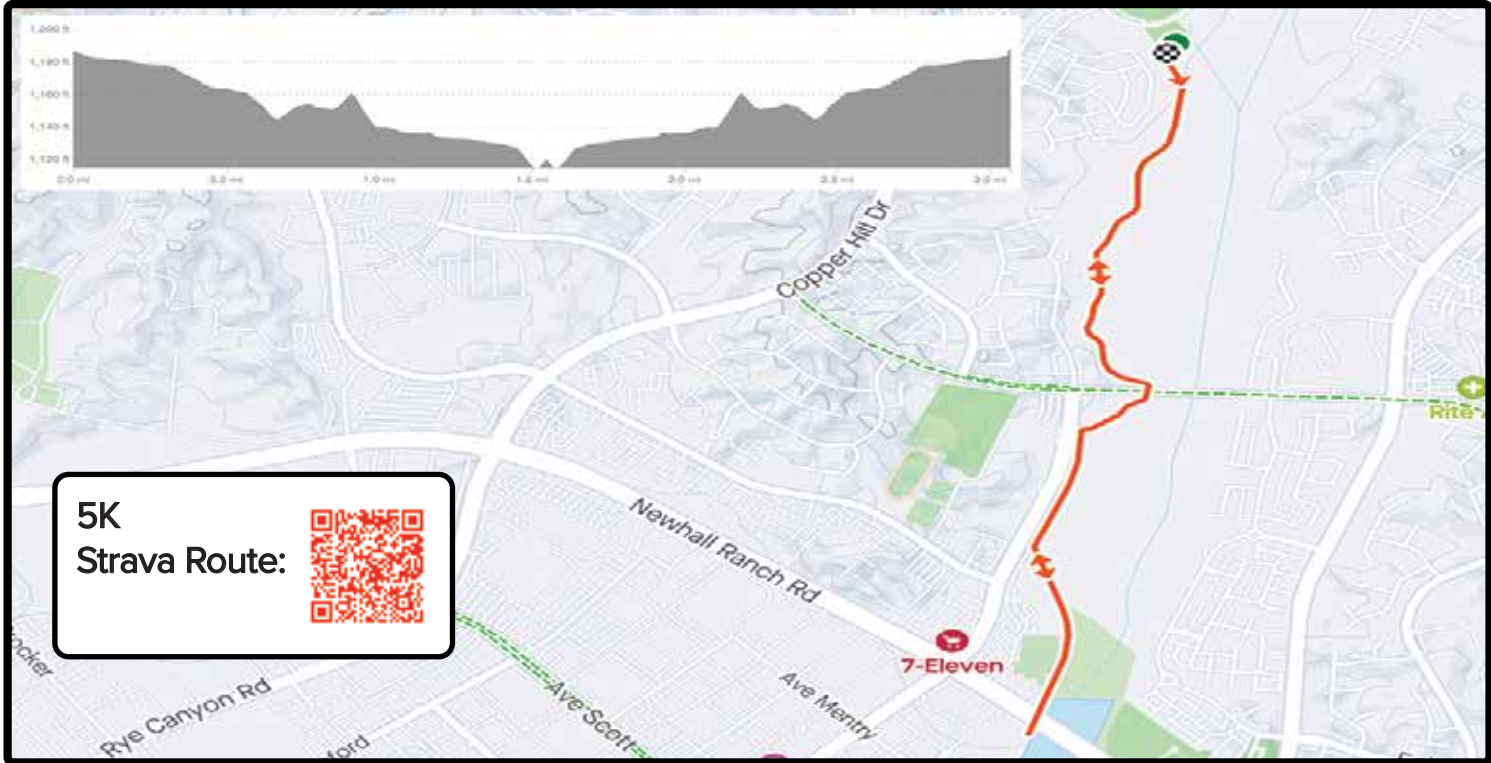 1,200 ft
1,180 ft
1,160 ft
1,140 ft
1,120 ft
0.0 mi
0.5 mi
1.0 mi
1.5 mi
2.0 mi
2.5 mi
3.0 mi
Copper Hill Dr
Rite
5K
Strava Route:
Newhall Ranch Rd
7-Eleven
Ave Mentry
Ave Scott
Rye Canyon Rd
rocker
ford